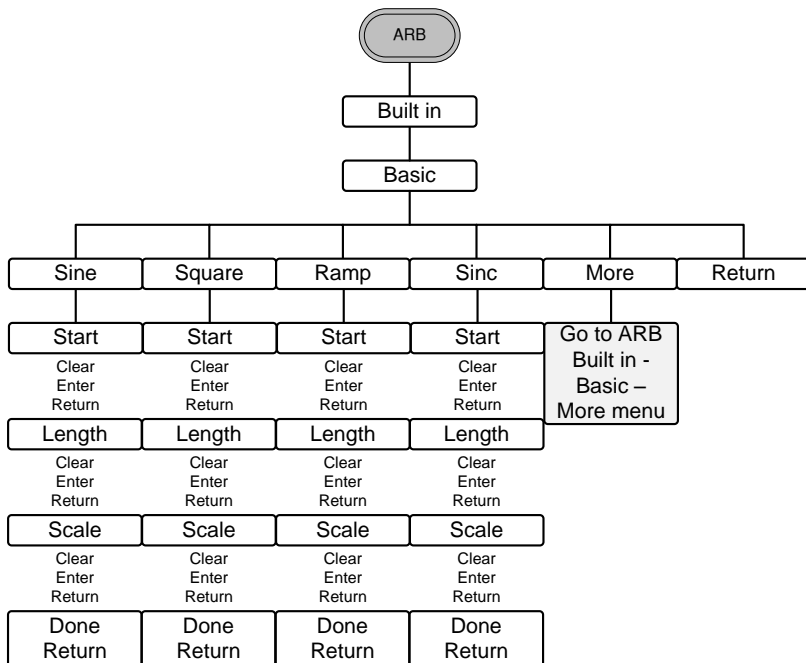 ARB
Built in
Basic
Sine Square Ramp Sinc More Return
Start Start Start Start Go to ARB
Clear Clear Clear Clear Built in -
Enter Enter Enter Enter Basic –
Return Return Return Return More menu
Length Length Length Length
Clear Clear Clear Clear
Enter Enter Enter Enter
Return Return Return Return
Scale Scale Scale Scale
Clear Clear Clear Clear
Enter Enter Enter Enter
Return Return Return Return
Done Done Done Done
Return Return Return Return